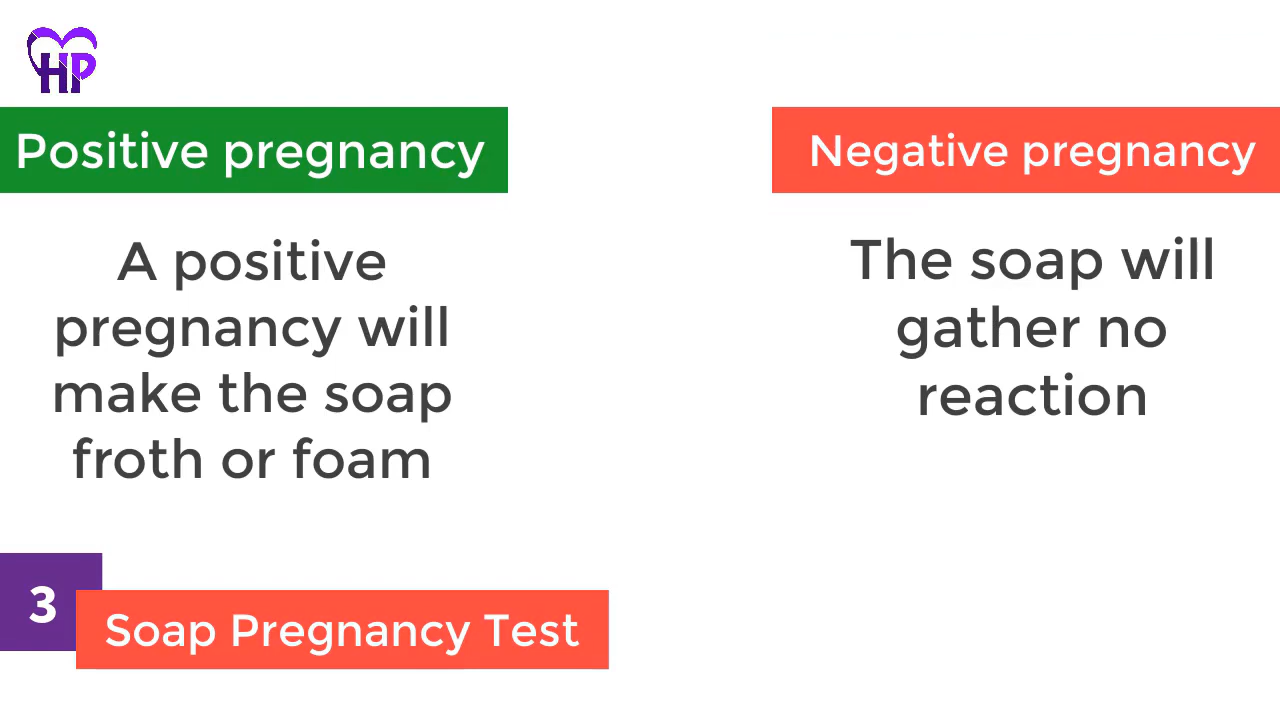 HP
Positive pregnancy
A positive
pregnancy will
make the soap
froth or foam
Negative pregnancy
The soap will
gather no
reaction
3
Soap Pregnancy Test